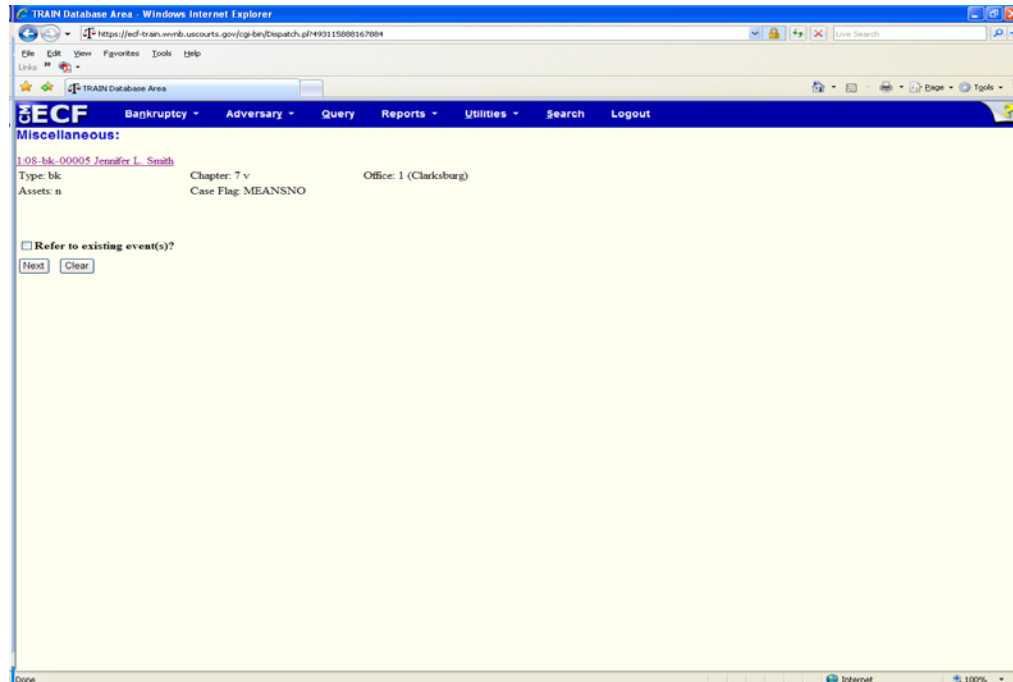 TRAIN Database Area - Windows Internet Explorer
https://ecf-train.wvnb.uscourts.gov/cgi-bin/Dispatch.pl?493115888167884
Live Search
File Edit View Favorites Tools Help
Links »
TRAIN Database Area
Page Tools
CM ECF Bankruptcy Adversary Query Reports Utilities Search Logout ?
Miscellaneous:
1:08-bk-00005 Jennifer L. Smith
Type: bk Chapter: 7 v Office: 1 (Clarksburg)
Assets: n Case Flag: MEANSNO
Refer to existing event(s)?
Next Clear
Done Internet 100%